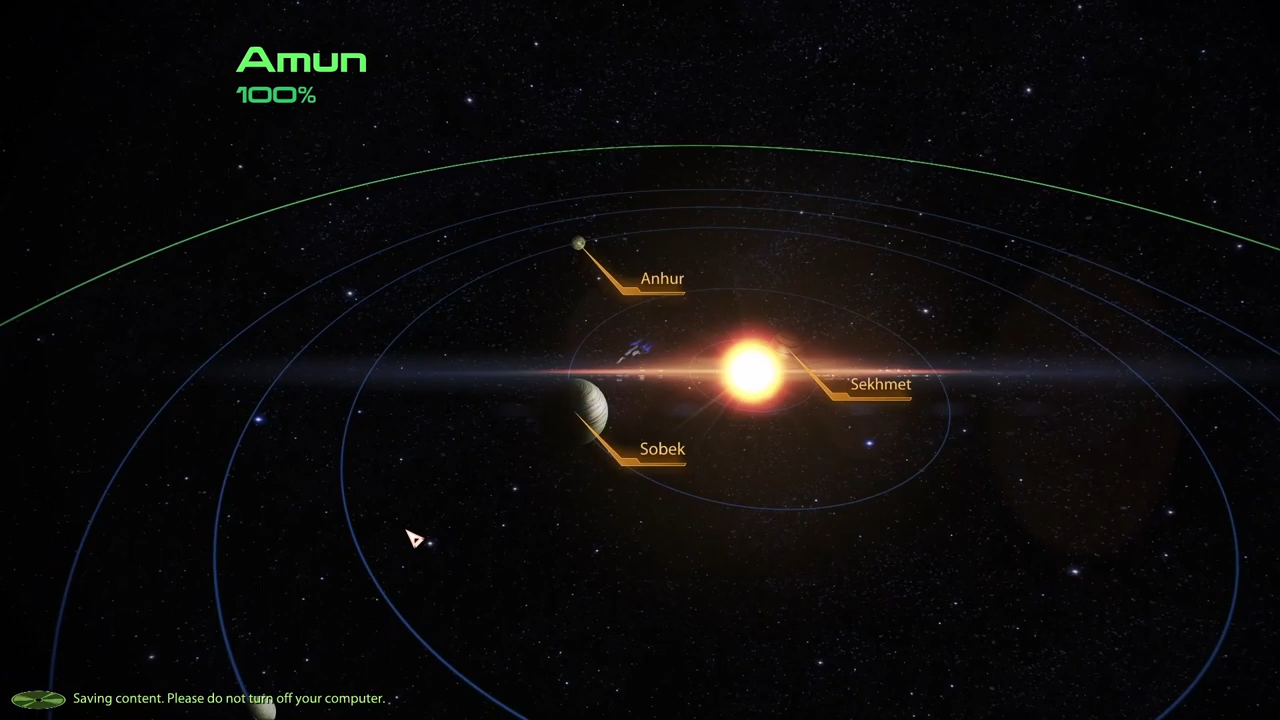 Amun
100%
Anhur
Sekhmet
Sobek
Saving content. Please do not turn off your computer.